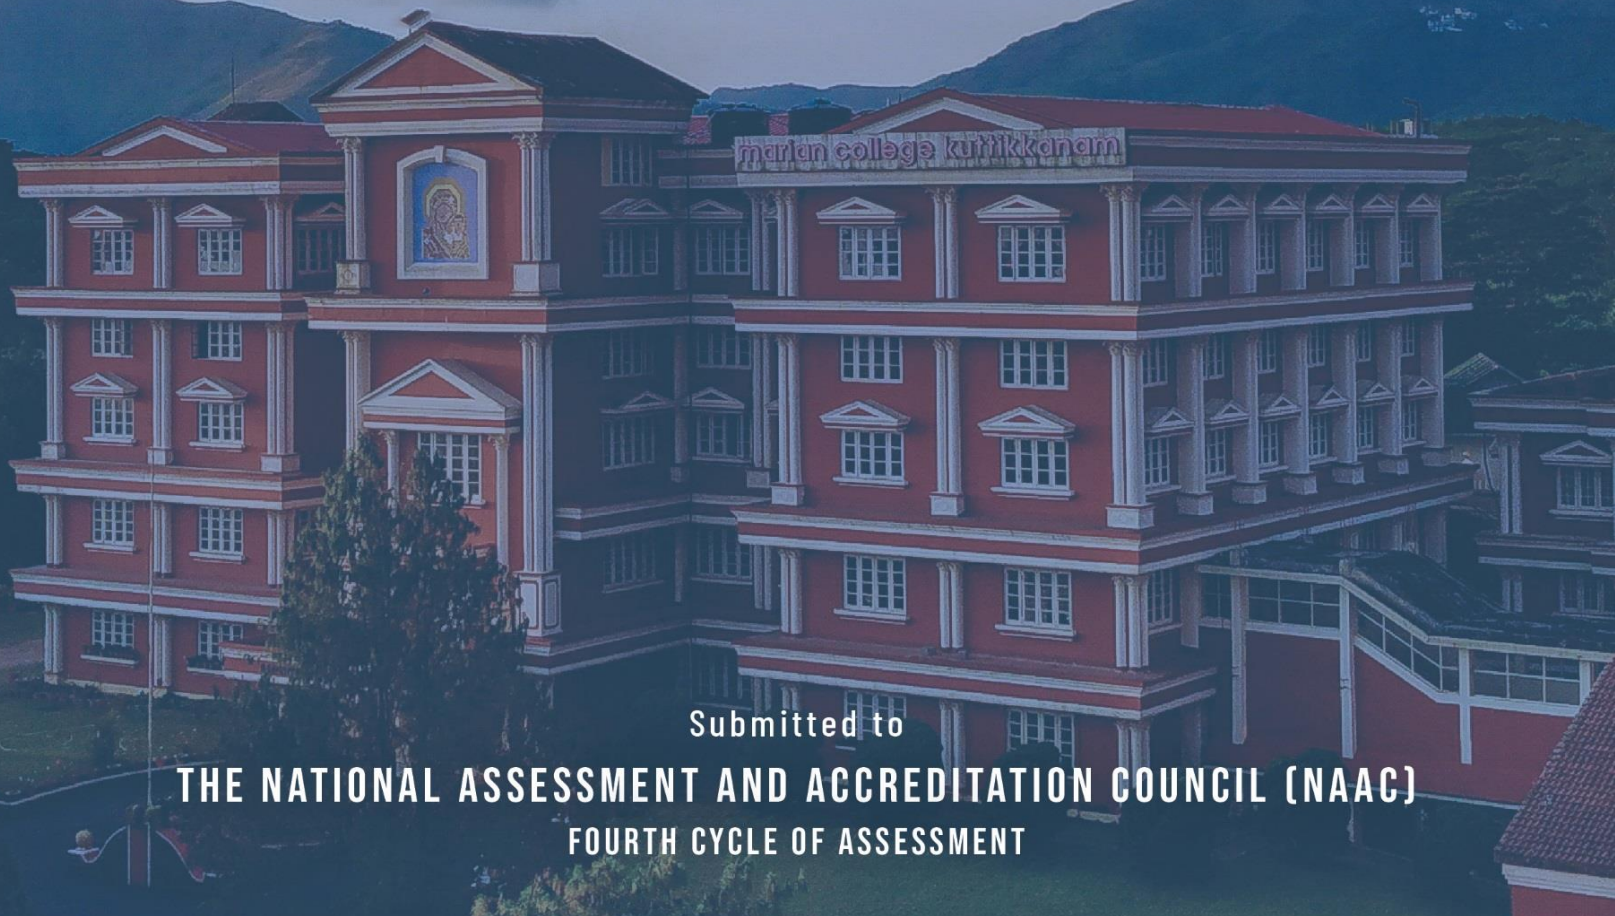 marian college kuttikkanam
Submitted to
THE NATIONAL ASSESSMENT AND ACCREDITATION COUNCIL (NAAC)
FOURTH CYCLE OF ASSESSMENT